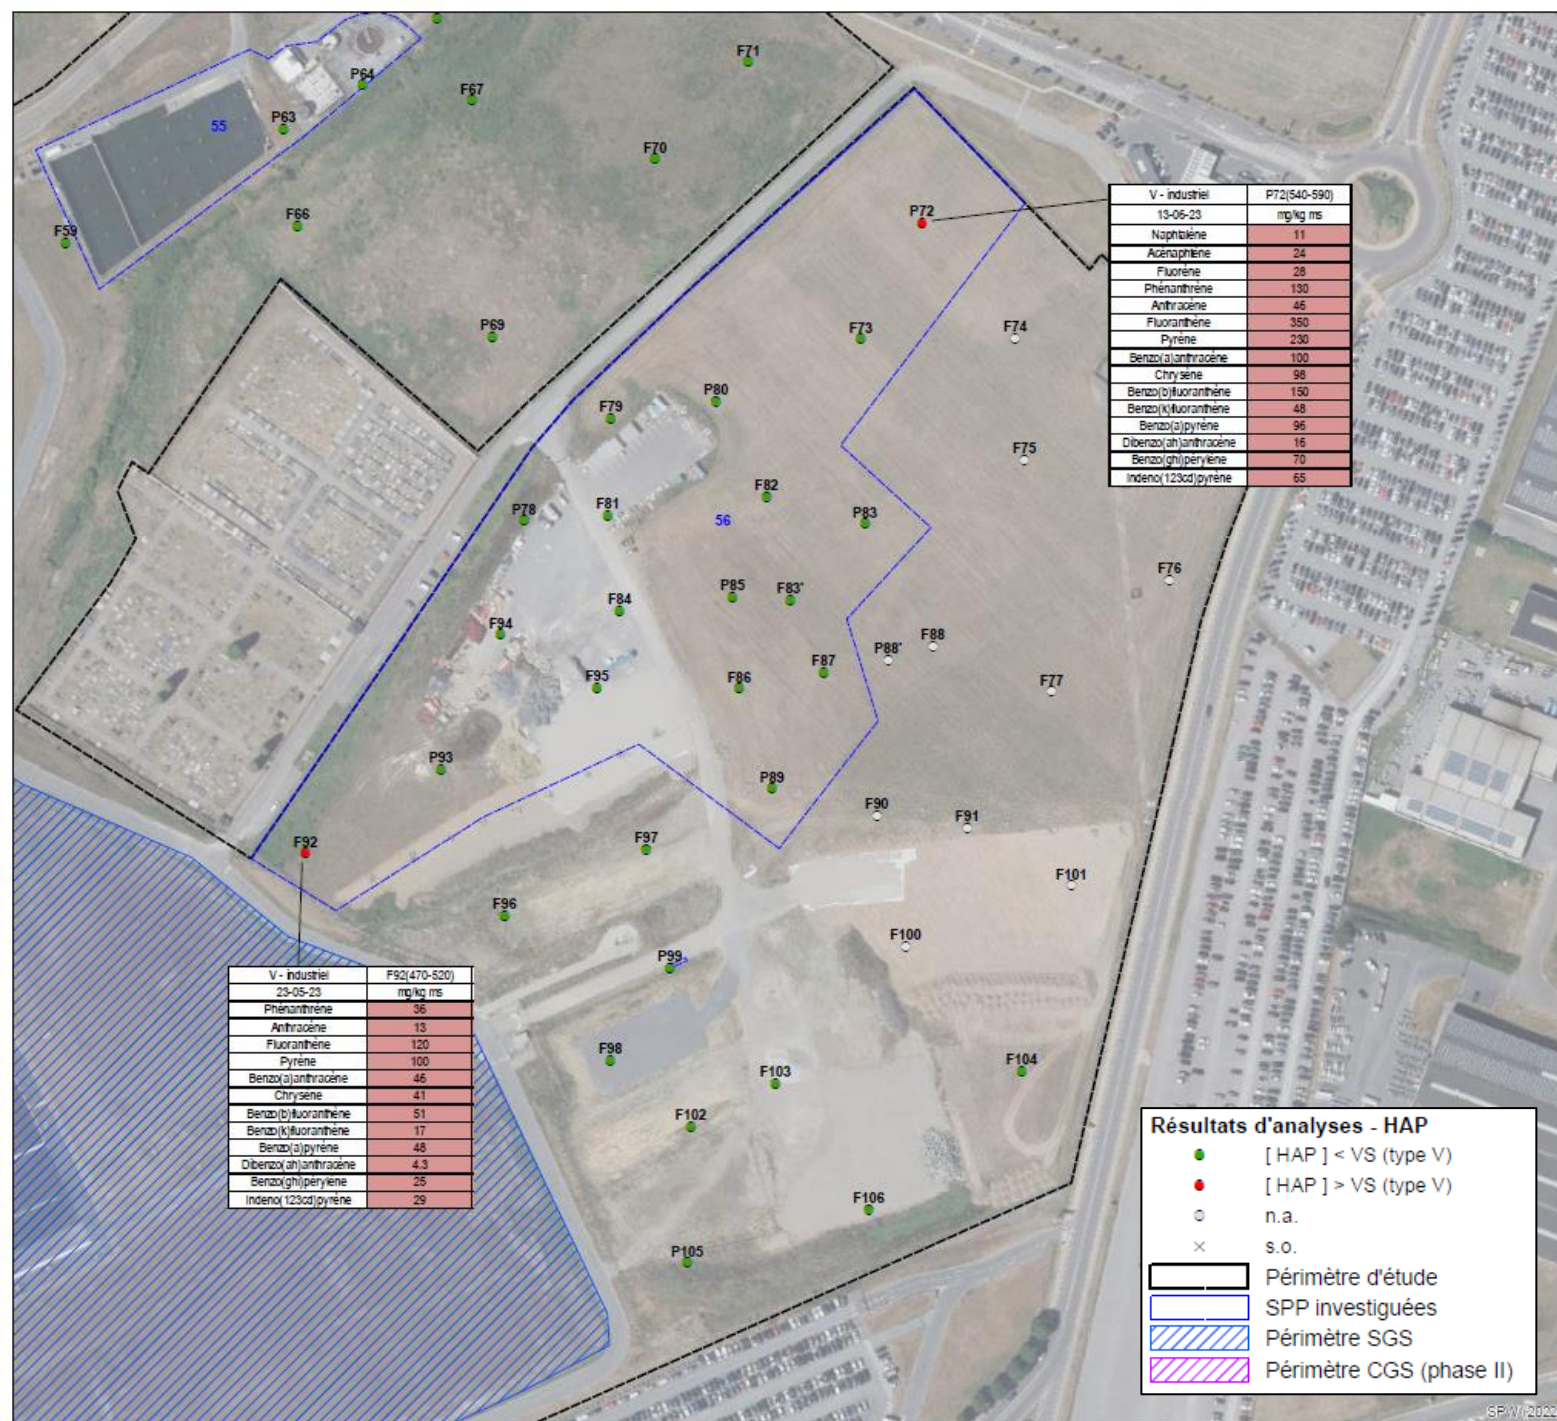 F71
P64
F67
P63
55
F70
F66
F59
P72
P69
F73
F74
P80
F79
F75
F82
P78
F81
56
P83
F76
P85
F83'
F84
F94
F88
P88'
F87
F86
F95
F77
P93
P89
F90
F91
F92
F97
F101
F96
F100
P99
F98
F104
F103
F102
F106
P105
V - industriel P72(540-590)
13-06-23 mg/kg ms
Naphtalène 11
Acénaphtène 24
Fluorène 28
Phénanthrène 130
Anthracène 46
Fluoranthène 350
Pyrène 230
Benzo(a)anthracène 100
Chrysène 98
Benzo(b)fluoranthène 150
Benzo(k)fluoranthène 48
Benzo(a)pyrène 96
Dibenzo(ah)anthracène 16
Benzo(ghi)pérylène 70
Indeno(123cd)pyrène 65
V - industriel F92(470-520)
23-05-23 mg/kg ms
Phénanthrène 36
Anthracène 13
Fluoranthène 120
Pyrène 100
Benzo(a)anthracène 46
Chrysène 41
Benzo(b)fluoranthène 51
Benzo(k)fluoranthène 17
Benzo(a)pyrène 48
Dibenzo(ah)anthracène 4.3
Benzo(ghi)pérylène 25
Indeno(123cd)pyrène 29
Résultats d'analyses - HAP
[ HAP ] < VS (type V)
[ HAP ] > VS (type V)
n.a.
s.o.
Périmètre d'étude
SPP investiguées
Périmètre SGS
Périmètre CGS (phase II)